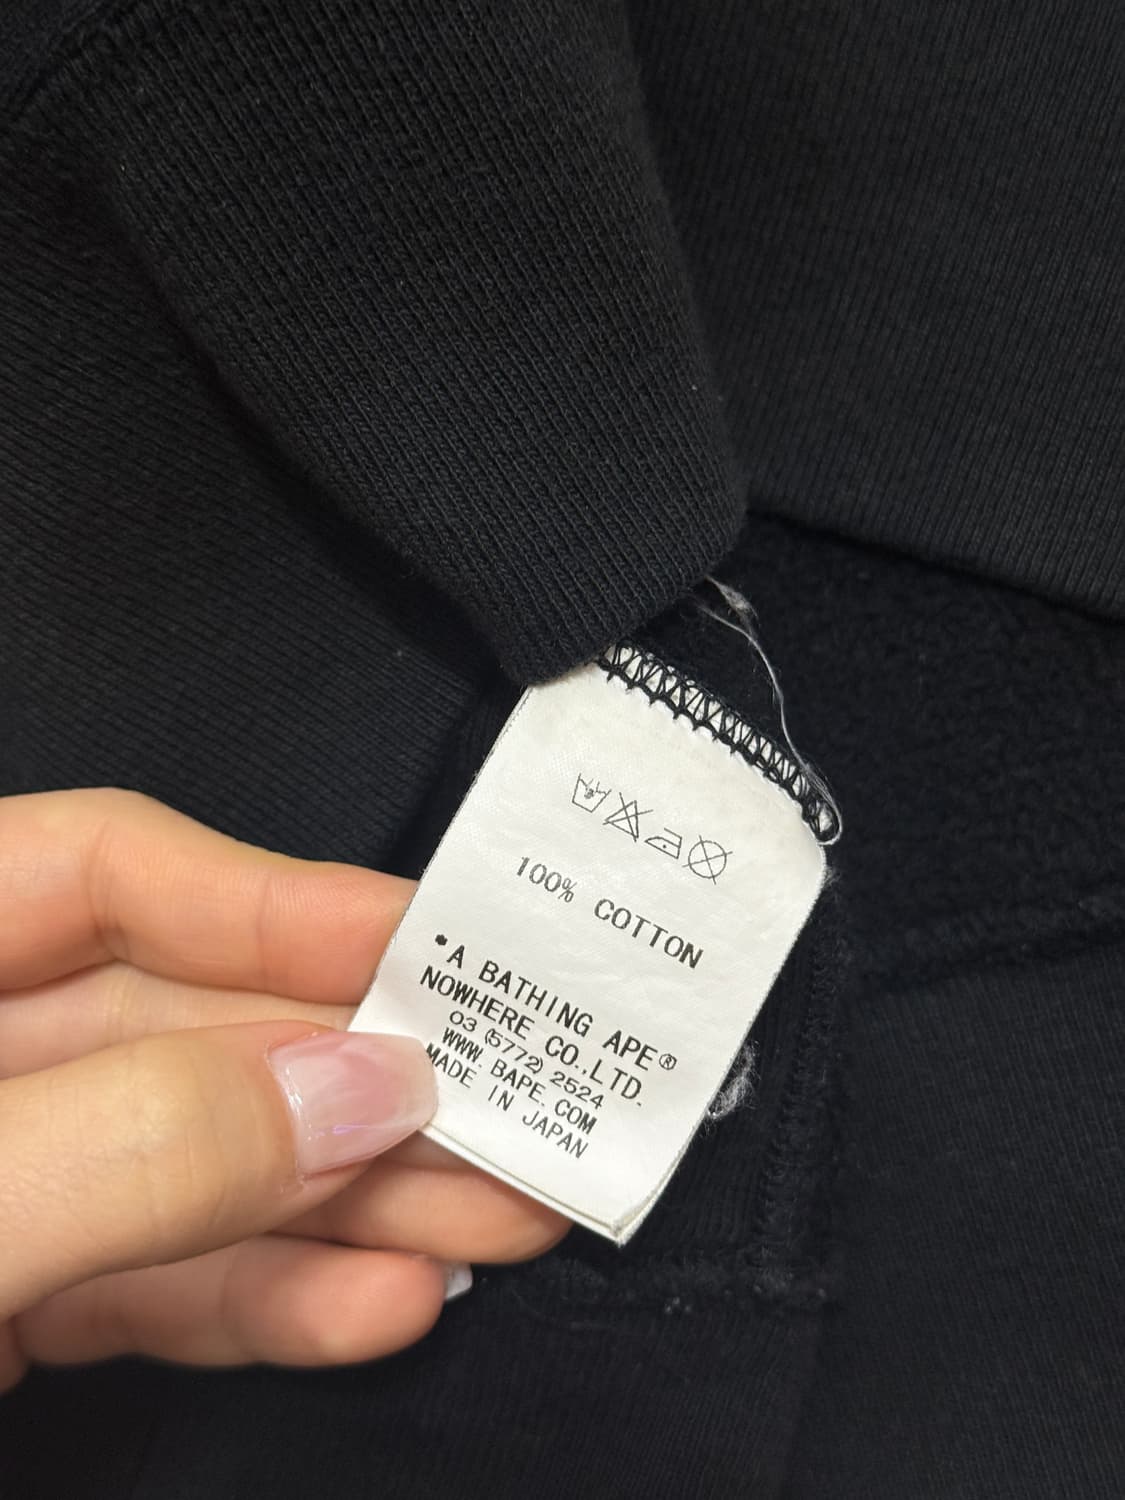 100% COTTON
"A BATHING APE®
NOWHERE CO.,LTD.
03 (5772) 2524
WWW. BAPE. COM
MADE IN JAPAN